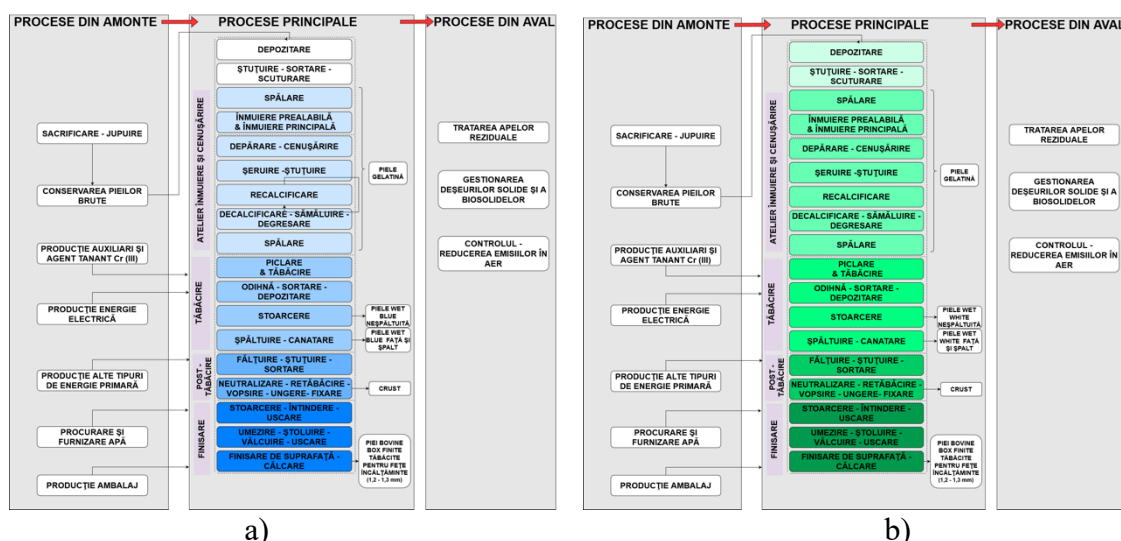 PROCESE DIN AMONTE
PROCESE PRINCIPALE
PROCESE DIN AVAL
DEPOZITARE
ȘTUȚUIRE - SORTARE -
SCUTURARE
ATELIER ÎNMUIERE ȘI CENUȘĂRIRE
SPĂLARE
ÎNMUIERE PREALABILĂ
& ÎNMUIERE PRINCIPALĂ
DEPĂRARE - CENUȘĂRIRE
ȘERUIRE -ȘTUȚUIRE
RECALCIFICARE
DECALCIFICARE - SĂMĂLUIRE -
DEGRESARE
SPĂLARE
PIELE
GELATINĂ
TĂBĂCIRE
PICLARE
& TĂBĂCIRE
ODIHNĂ - SORTARE -
DEPOZITARE
STOARCERE
ȘPĂLTUIRE - CANATARE
PIELE WET
BLUE
NEȘPĂLTUITĂ
PIELE WET
BLUE FAȚĂ ȘI
ȘPALT
POST -
TĂBĂCIRE
FĂLȚUIRE - ȘTUȚUIRE -
SORTARE
NEUTRALIZARE - RETĂBĂCIRE -
VOPSIRE - UNGERE- FIXARE
CRUST
FINISARE
STOARCERE - ÎNTINDERE -
USCARE
UMEZIRE - ȘTOLUIRE -
VĂLCUIRE - USCARE
FINISARE DE SUPRAFAȚĂ -
CĂLCARE
PIEI BOVINE
BOX FINITE
TĂBĂCITE
PENTRU FEȚE
ÎNCĂLȚĂMINTE
(1,2 - 1,3 mm)
SACRIFICARE - JUPUIRE
CONSERVAREA PIEILOR
BRUTE
PRODUCȚIE AUXILIARI ȘI
AGENT TANANT Cr (III)
PRODUCȚIE ENERGIE
ELECTRICĂ
PRODUCȚIE ALTE TIPURI
DE ENERGIE PRIMARĂ
PROCURARE ȘI
FURNIZARE APĂ
PRODUCȚIE AMBALAJ
TRATAREA APELOR
REZIDUALE
GESTIONAREA
DEȘEURILOR SOLIDE ȘI A
BIOSOLIDELOR
CONTROLUL -
REDUCEREA EMISIILOR ÎN
AER
a)
PROCESE DIN AMONTE
PROCESE PRINCIPALE
PROCESE DIN AVAL
DEPOZITARE
ȘTUȚUIRE - SORTARE -
SCUTURARE
ATELIER ÎNMUIERE ȘI CENUȘĂRIRE
SPĂLARE
ÎNMUIERE PREALABILĂ
& ÎNMUIERE PRINCIPALĂ
DEPĂRARE - CENUȘĂRIRE
ȘERUIRE -ȘTUȚUIRE
RECALCIFICARE
DECALCIFICARE - SĂMĂLUIRE -
DEGRESARE
SPĂLARE
PIELE
GELATINĂ
TĂBĂCIRE
PICLARE
& TĂBĂCIRE
ODIHNĂ - SORTARE -
DEPOZITARE
STOARCERE
ȘPĂLTUIRE - CANATARE
PIELE WET
WHITE
NEȘPĂLTUITĂ
PIELE WET
WHITE FAȚĂ
ȘI ȘPALT
POST -
TĂBĂCIRE
FĂLȚUIRE - ȘTUȚUIRE -
SORTARE
NEUTRALIZARE - RETĂBĂCIRE -
VOPSIRE - UNGERE- FIXARE
CRUST
FINISARE
STOARCERE - ÎNTINDERE -
USCARE
UMEZIRE - ȘTOLUIRE -
VĂLCUIRE - USCARE
FINISARE DE SUPRAFAȚĂ -
CĂLCARE
PIEI BOVINE
BOX FINITE
TĂBĂCITE
PENTRU FEȚE
ÎNCĂLȚĂMINTE
(1,2 - 1,3 mm)
SACRIFICARE - JUPUIRE
CONSERVAREA PIEILOR
BRUTE
PRODUCȚIE AUXILIARI ȘI
AGENT TANANT Cr (III)
PRODUCȚIE ENERGIE
ELECTRICĂ
PRODUCȚIE ALTE TIPURI
DE ENERGIE PRIMARĂ
PROCURARE ȘI
FURNIZARE APĂ
PRODUCȚIE AMBALAJ
TRATAREA APELOR
REZIDUALE
GESTIONAREA
DEȘEURILOR SOLIDE ȘI A
BIOSOLIDELOR
CONTROLUL -
REDUCEREA EMISIILOR ÎN
AER
b)